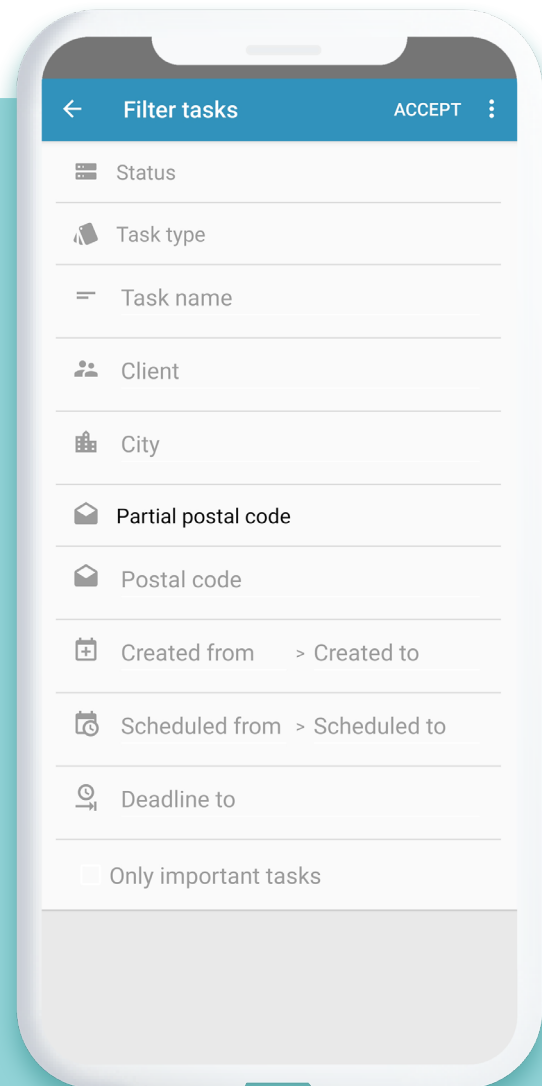 Filter tasks ACCEPT
Status
Task type
Task name
Client
City
Partial postal code
Postal code
Created from > Created to
Scheduled from > Scheduled to
Deadline to
Only important tasks